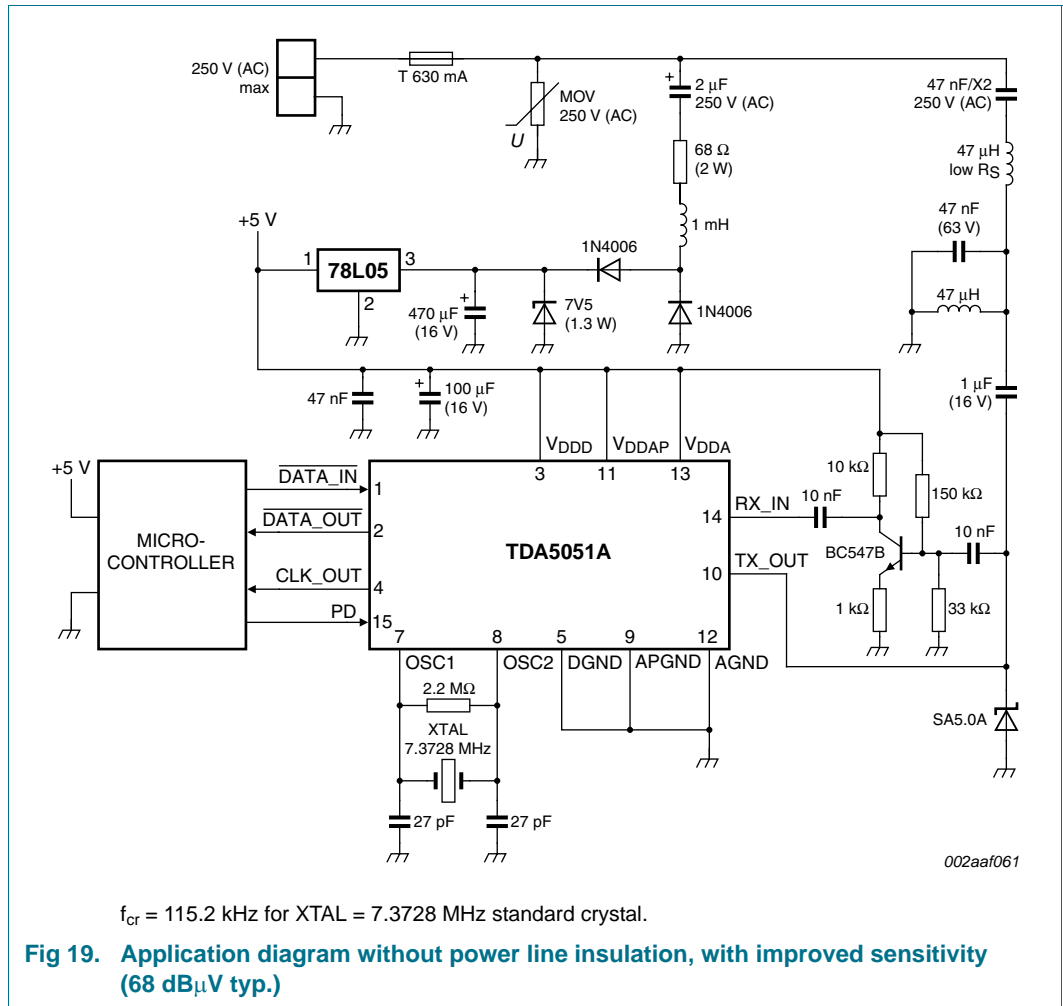 250 V (AC)
max
T 630 mA
MOV
250 V (AC)
U
+
2 μF
250 V (AC)
68 Ω
(2 W)
1 mH
47 nF/X2
250 V (AC)
47 μH
low RS
47 nF
(63 V)
47 μH
1 μF
(16 V)
+5 V
1
78L05
3
2
+
470 μF
(16 V)
7V5
(1.3 W)
1N4006
1N4006
47 nF
+
100 μF
(16 V)
VDDD
VDDAP
VDDA
3
11
13
+5 V
MICRO-
CONTROLLER
DATA_IN
1
DATA_OUT
2
CLK_OUT
4
PD
15
TDA5051A
14
RX_IN
10
TX_OUT
10 nF
10 kΩ
150 kΩ
10 nF
BC547B
1 kΩ
33 kΩ
SA5.0A
7
8
5
9
12
OSC1
OSC2
DGND
APGND
AGND
2.2 MΩ
XTAL
7.3728 MHz
27 pF
27 pF
002aaf061
fcr = 115.2 kHz for XTAL = 7.3728 MHz standard crystal.
Fig 19. Application diagram without power line insulation, with improved sensitivity
(68 dBμV typ.)